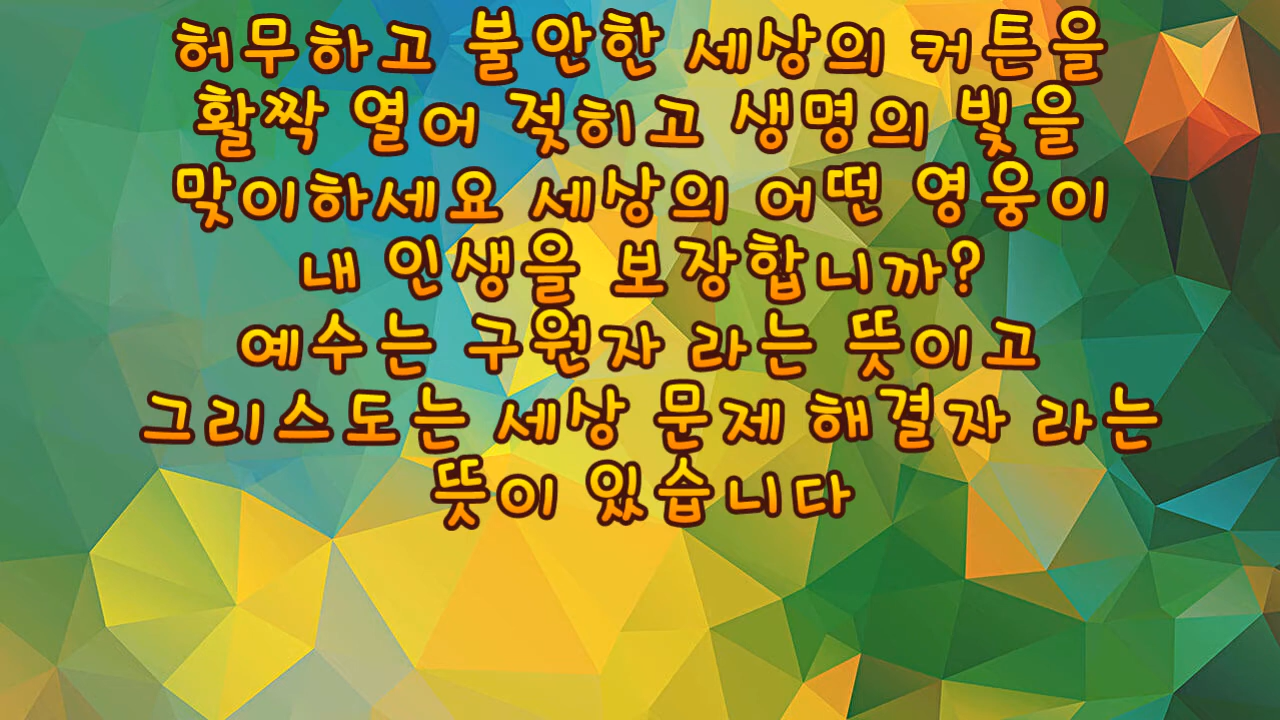 허무하고 불안한 세상의 커튼을
활짝 열어 젖히고 생명의 빛을
맞이하세요 세상의 어떤 영웅이
내 인생을 보장합니까?
예수는 구원자 라는 뜻이고
그리스도는 세상 문제 해결자 라는
뜻이 있습니다